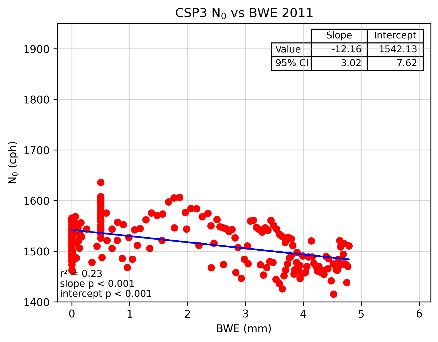 CSP3 N₀ vs BWE 2011
Slope Intercept
Value -12.16 1542.13
95% CI 3.02 7.62
1900
1800
1700
1600
1500
1400
N₀ (cph)
r² = 0.23
slope p < 0.001
intercept p < 0.001
0 1 2 3 4 5 6
BWE (mm)